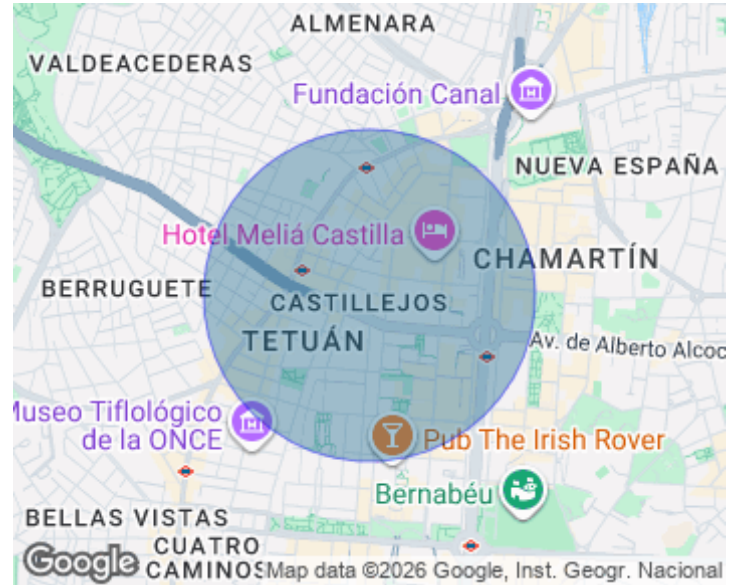 ALMENARA
VALDEACEDERAS
Fundación Canal
NUEVA ESPAÑA
Hotel Meliá Castilla
CHAMARTÍN
BERRUGUETE
CASTILLEJOS
TETUÁN
Av. de Alberto Alcoc
Museo Tiflológico
de la ONCE
Pub The Irish Rover
Bernabéu
BELLAS VISTAS
CUATRO
CAMINOS
Google
Map data ©2026 Google, Inst. Geogr. Nacional